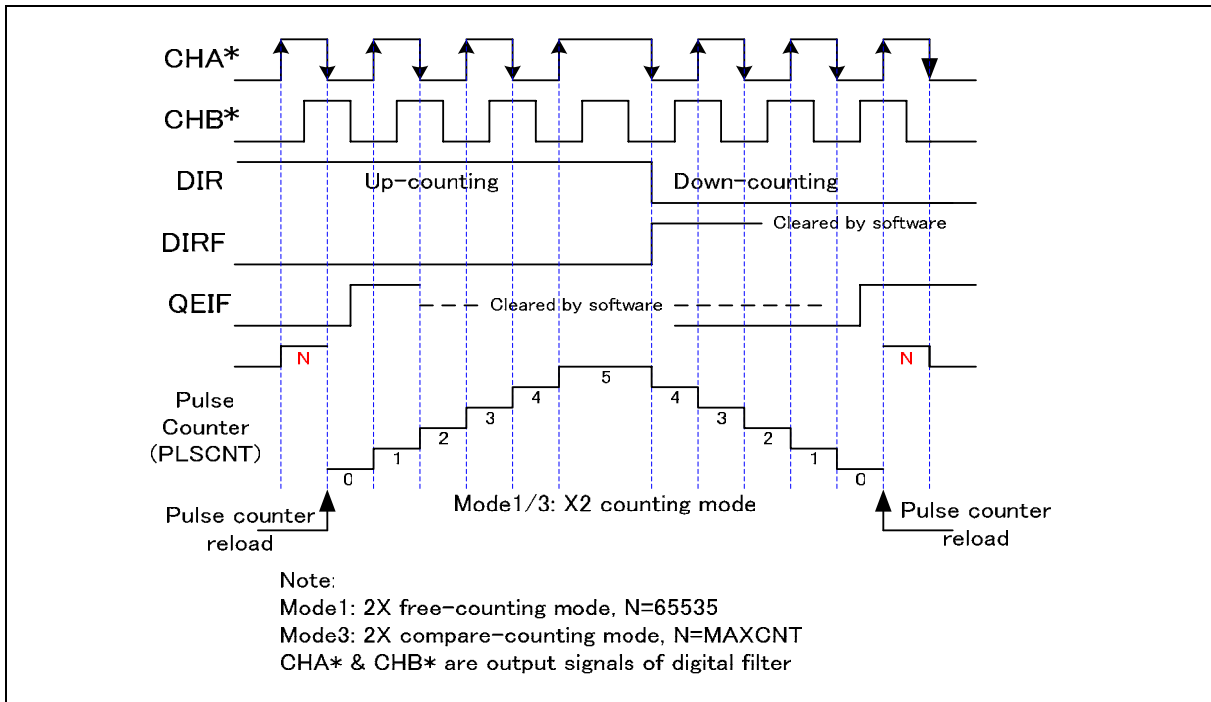 CHA*
CHB*
DIR
Up-counting
Down-counting
DIRF
Cleared by software
QEIF
Cleared by software
N
N
5
4
4
3
3
2
2
1
1
0
0
Pulse
Counter
(PLSCNT)
Mode1/3: X2 counting mode
Pulse counter
reload
Pulse counter
reload
Note:
Mode1: 2X free-counting mode, N=65535
Mode3: 2X compare-counting mode, N=MAXCNT
CHA* & CHB* are output signals of digital filter